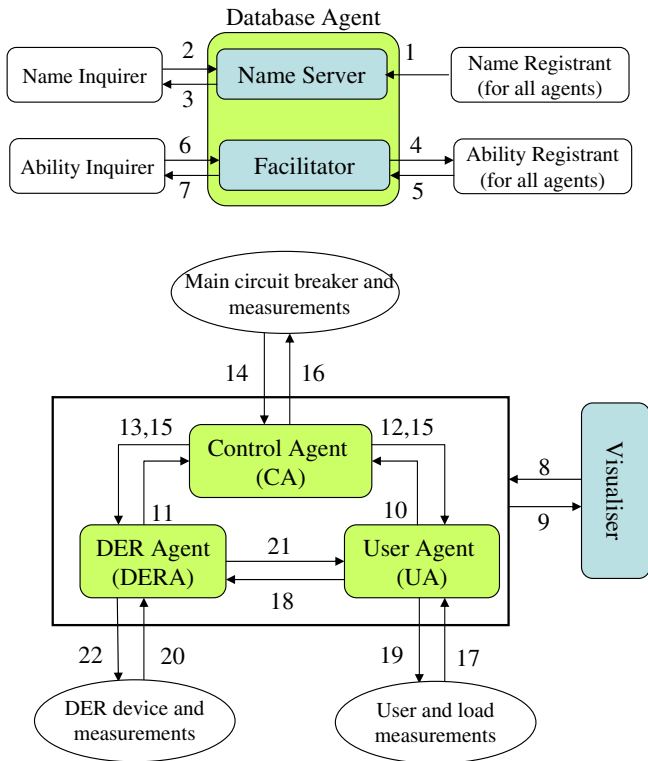 Database Agent
2
1
Name Inquirer
Name Server
Name Registrant
(for all agents)
3
6
4
Ability Inquirer
Facilitator
Ability Registrant
(for all agents)
7
5
Main circuit breaker and
measurements
14
16
13,15
12,15
Control Agent
(CA)
Visualiser
8
9
11
10
DER Agent
(DERA)
21
User Agent
(UA)
18
22
20
19
17
DER device and
measurements
User and load
measurements